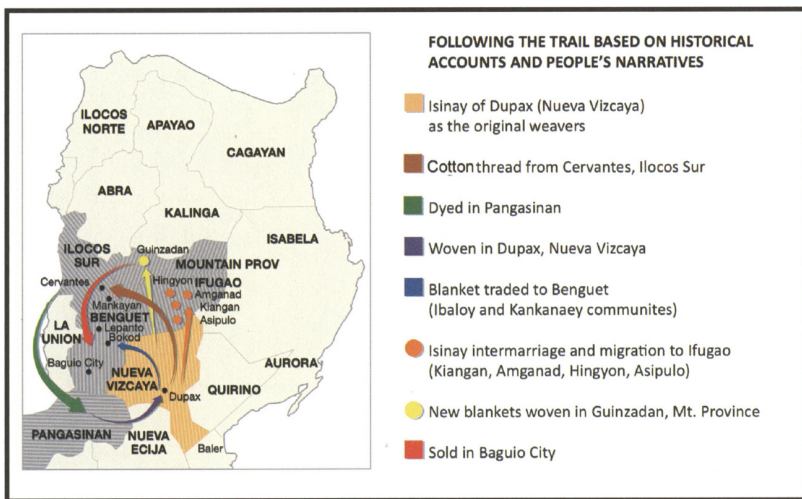 FOLLOWING THE TRAIL BASED ON HISTORICAL
ACCOUNTS AND PEOPLE'S NARRATIVES
Isinay of Dupax (Nueva Vizcaya)
as the original weavers
Cotton thread from Cervantes, Ilocos Sur
Dyed in Pangasinan
Woven in Dupax, Nueva Vizcaya
Blanket traded to Benguet
(Ibaloy and Kankanaey communites)
Isinay intermarriage and migration to Ifugao
(Kiangan, Amganad, Hingyon, Asipulo)
New blankets woven in Guinzadan, Mt. Province
Sold in Baguio City
ILOCOS
NORTE
APAYAO
CAGAYAN
ABRA
KALINGA
ISABELA
ILOCOS
SUR
Guinzadan
MOUNTAIN PROV
Cervantes
Hingyon
IFUGAO
Amganad
Mankayan
Kiangan
BENGUET
Asipulo
LA
UNION
Lepanto
Bokod
Baguio City
NUEVA
VIZCAYA
AURORA
QUIRINO
Dupax
PANGASINAN
NUEVA
ECIJA
Baler